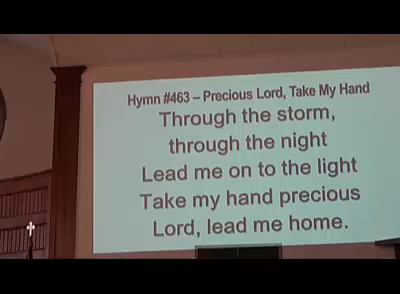 Hymn #463 – Precious Lord, Take My Hand
Through the storm,
through the night
Lead me on to the light
Take my hand precious
Lord, lead me home.